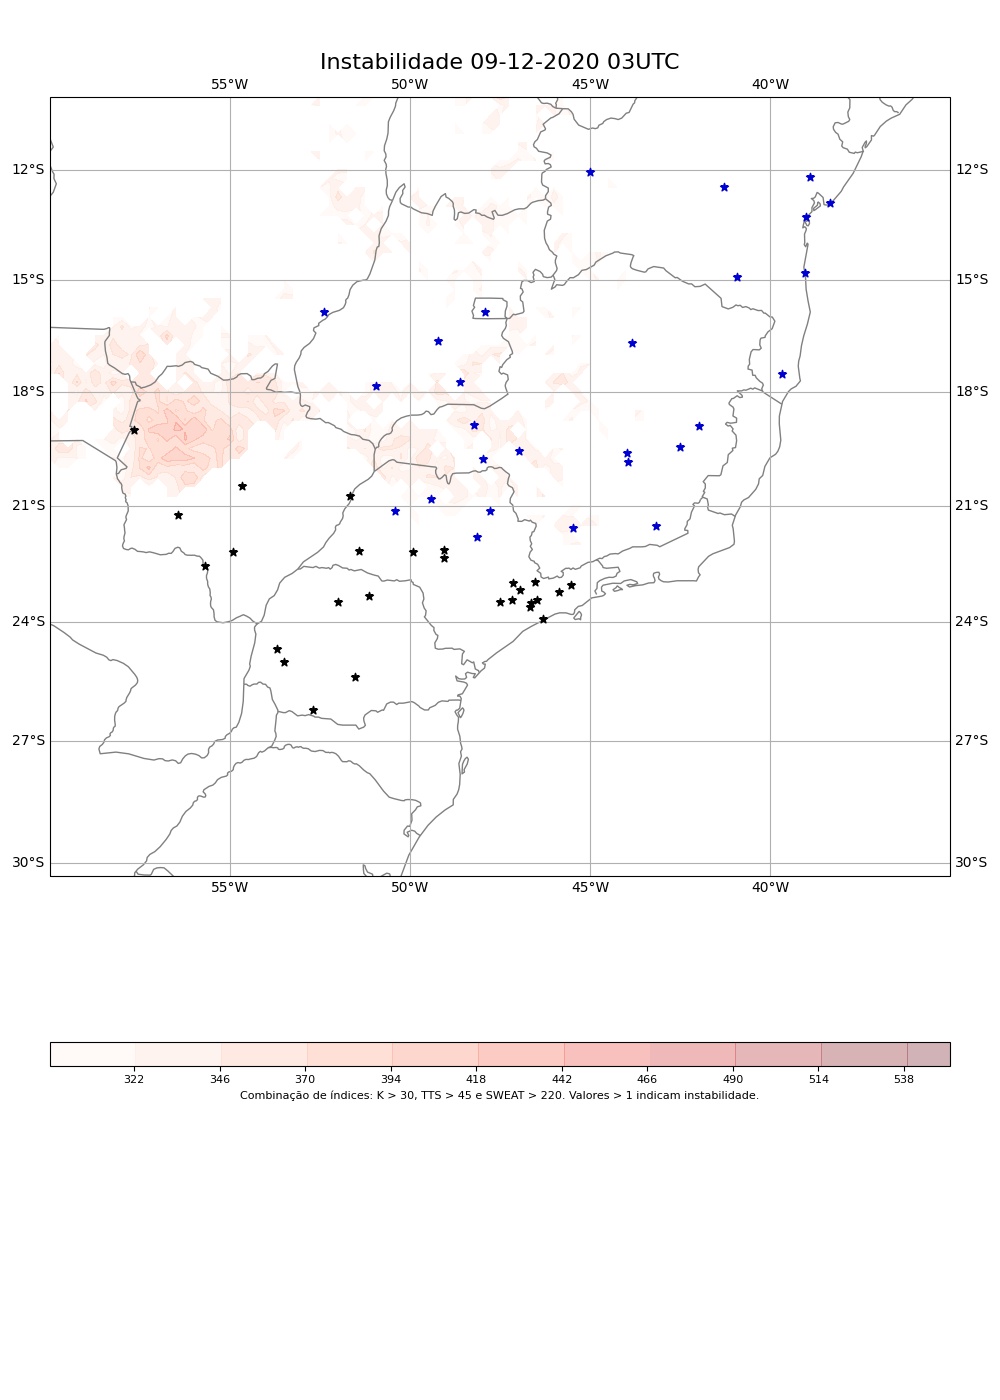 Instabilidade 09-12-2020 03UTC
55°W 50°W 45°W 40°W
12°S 12°S
15°S 15°S
18°S 18°S
21°S 21°S
24°S 24°S
27°S 27°S
30°S 30°S
55°W 50°W 45°W 40°W
322 346 370 394 418 442 466 490 514 538
Combinação de índices: K > 30, TTS > 45 e SWEAT > 220. Valores > 1 indicam instabilidade.